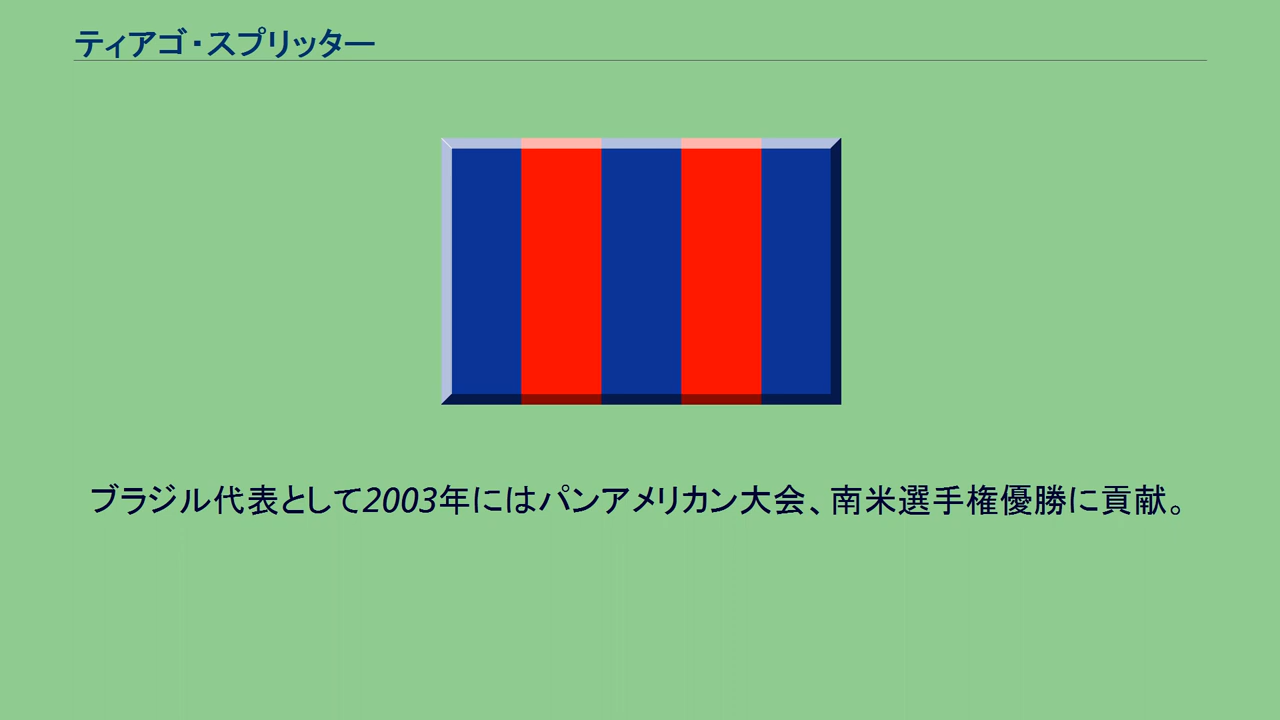 ティアゴ・スプリッター
ブラジル代表として2003年にはパンアメリカン大会、南米選手権優勝に貢献。